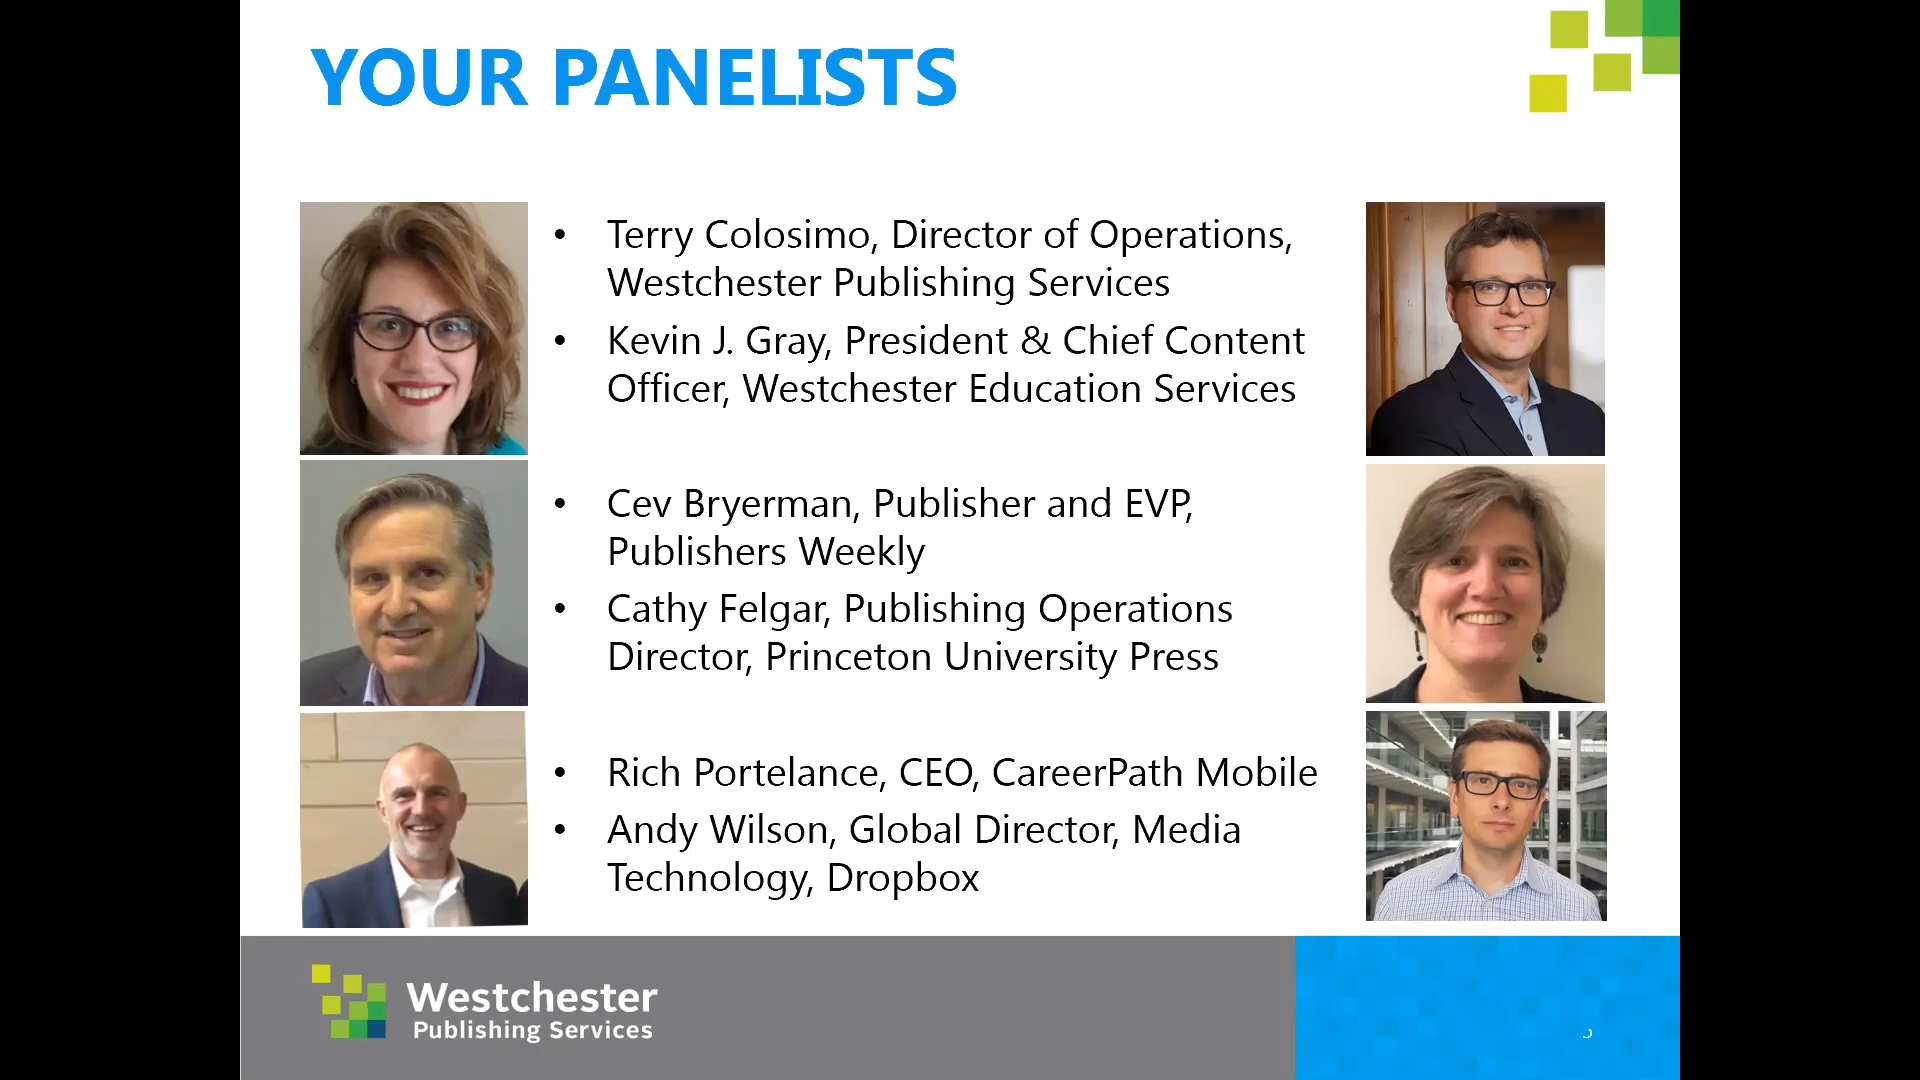 YOUR PANELISTS
• Terry Colosimo, Director of Operations,
Westchester Publishing Services
• Kevin J. Gray, President & Chief Content
Officer, Westchester Education Services
• Cev Bryerman, Publisher and EVP,
Publishers Weekly
• Cathy Felgar, Publishing Operations
Director, Princeton University Press
• Rich Portelance, CEO, CareerPath Mobile
• Andy Wilson, Global Director, Media
Technology, Dropbox
Westchester
Publishing Services